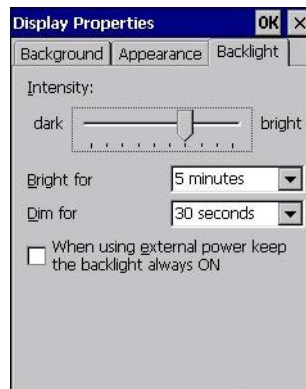 Display Properties OK ×
Background Appearance Backlight
Intensity:
dark bright
Bright for 5 minutes
Dim for 30 seconds
When using external power keep
the backlight always ON